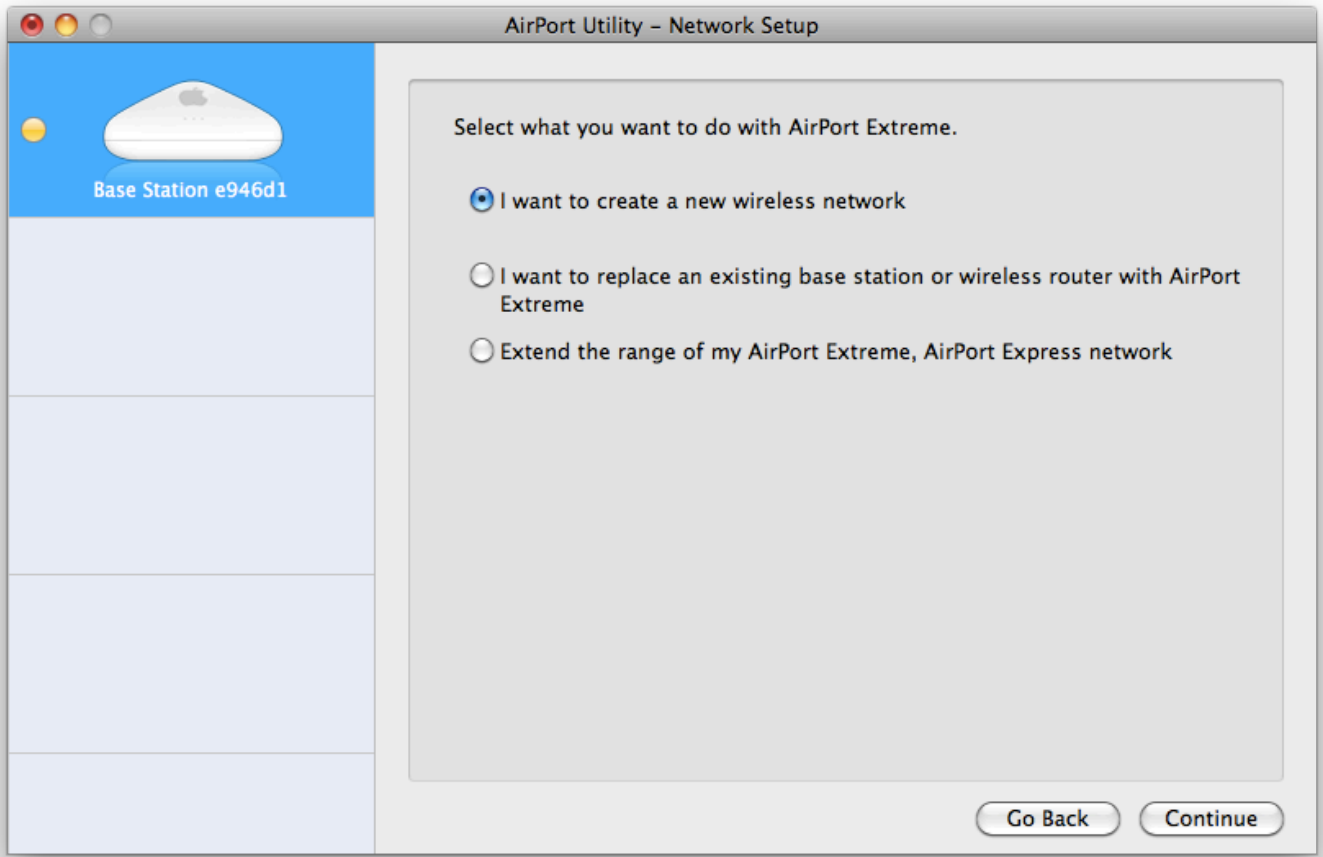 AirPort Utility – Network Setup
Base Station e946d1
Select what you want to do with AirPort Extreme.
I want to create a new wireless network
I want to replace an existing base station or wireless router with AirPort
Extreme
Extend the range of my AirPort Extreme, AirPort Express network
Go Back
Continue